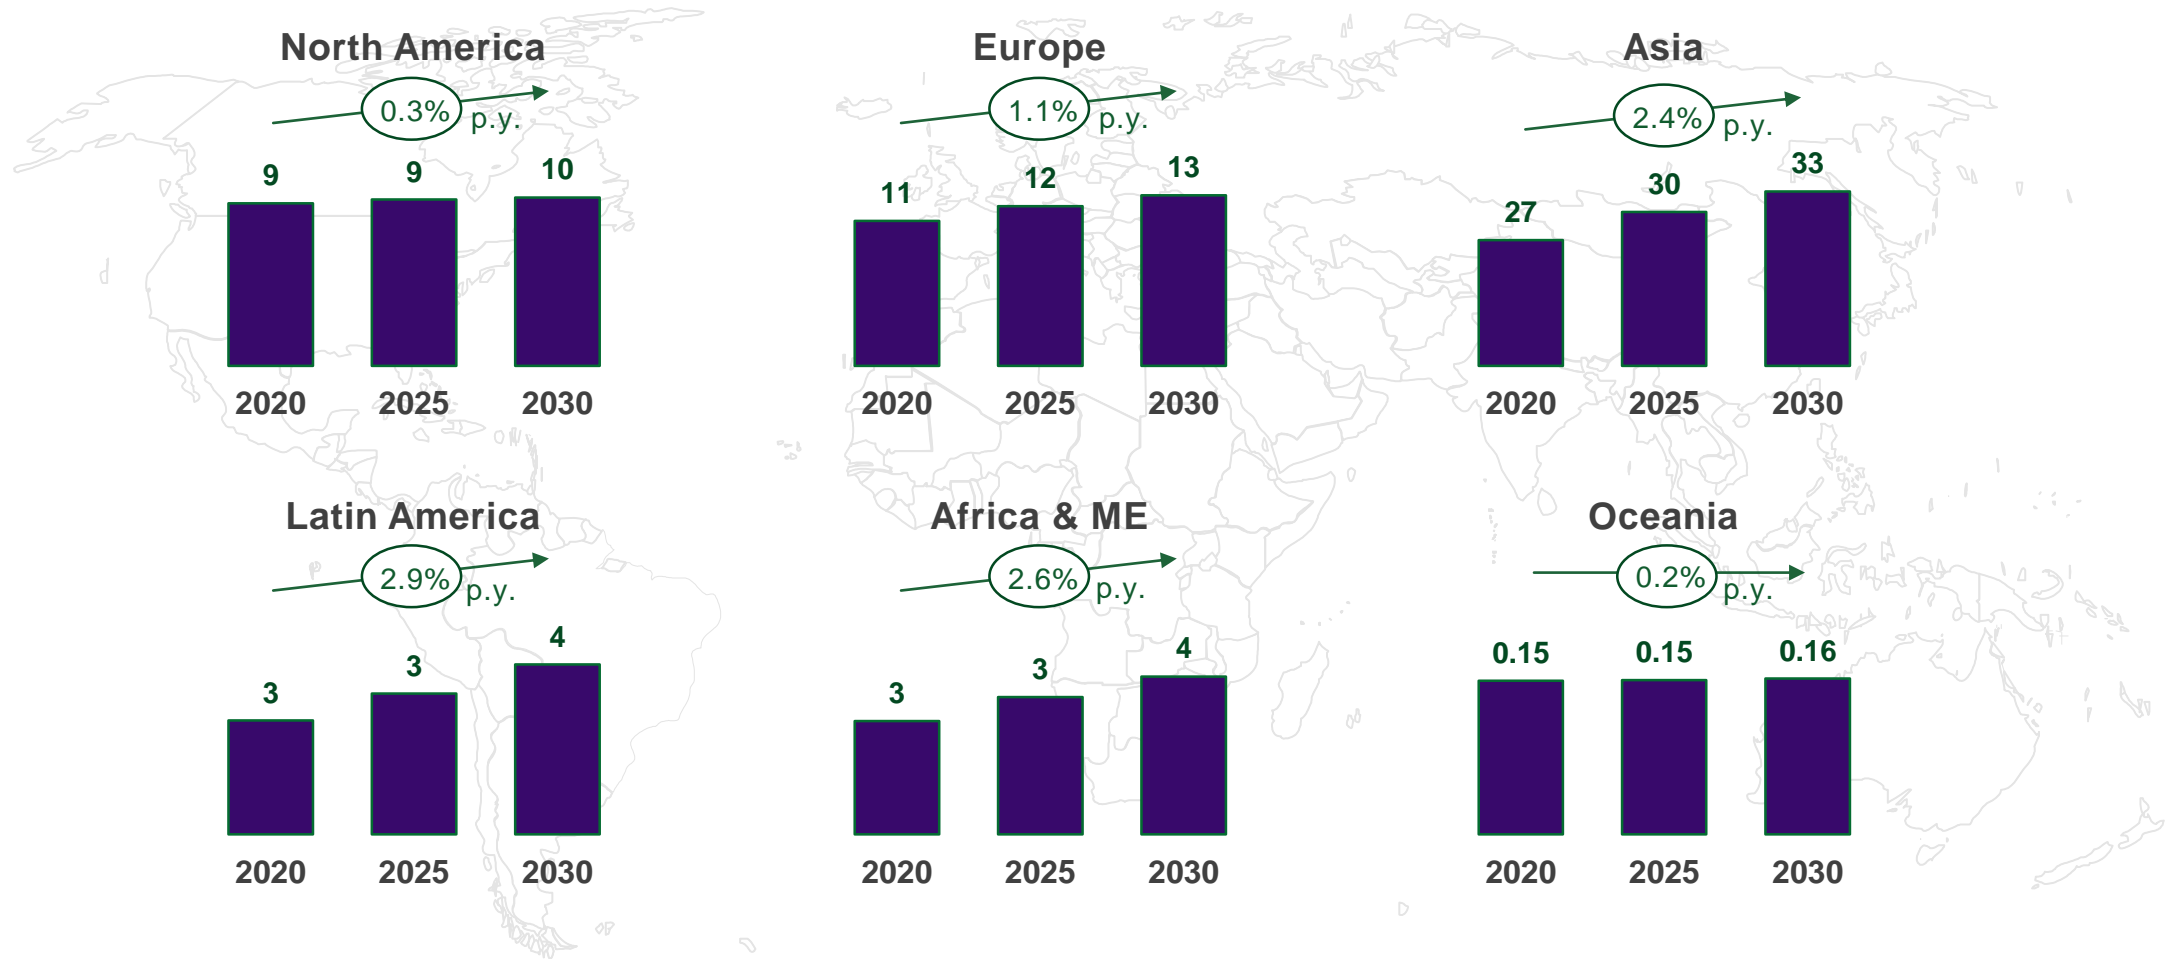 North America
0.3% p.y.
9 9 10
2020 2025 2030
Europe
1.1% p.y.
11 12 13
2020 2025 2030
Asia
2.4% p.y.
27 30 33
2020 2025 2030
Latin America
2.9% p.y.
3 3 4
2020 2025 2030
Africa & ME
2.6% p.y.
3 3 4
2020 2025 2030
Oceania
0.2% p.y.
0.15 0.15 0.16
2020 2025 2030